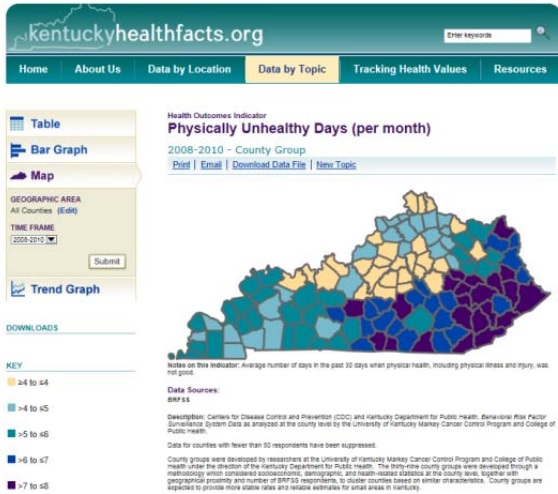 kentuckyhealthfacts.org
Enter keywords
Home About Us Data by Location Data by Topic Tracking Health Values Resources
Table
Bar Graph
Map
GEOGRAPHIC AREA
All Counties (Edit)
TIME FRAME
2008-2010
Submit
Trend Graph
DOWNLOADS
KEY
≥4 to ≤4
>4 to ≤5
>5 to ≤6
>6 to ≤7
>7 to ≤8
Health Outcomes Indicator
Physically Unhealthy Days (per month)
2008-2010 - County Group
Print | Email | Download Data File | New Topic
Notes on this Indicator: Average number of days in the past 30 days when physical health, including physical illness and injury, was
not good.
Data Sources:
BRFSS
Description: Centers for Disease Control and Prevention (CDC) and Kentucky Department for Public Health, Behavioral Risk Factor
Surveillance System Data as analyzed at the county level by the University of Kentucky Markey Cancer Control Program and College of
Public Health.
Data for counties with fewer than 50 respondents have been suppressed.
County groups were developed by researchers at the University of Kentucky Markey Cancer Control Program and College of Public
Health under the direction of the Kentucky Department for Public Health. The thirty-nine county groups were developed through a
methodology which considered socioeconomic, demographic, and health-related statistics at the county level, together with
geographical proximity and number of BRFSS respondents, to cluster counties based on similar characteristics. County groups are
expected to provide more stable rates and reliable estimates for small areas in Kentucky.